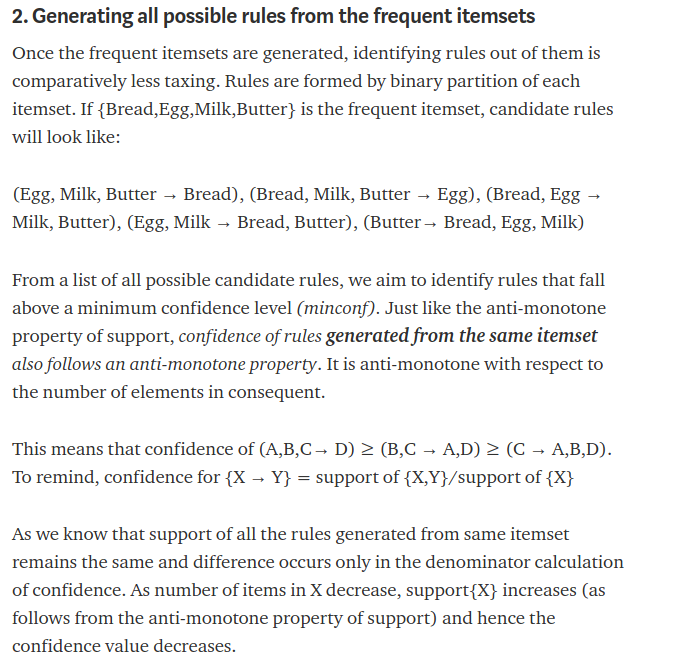 2. Generating all possible rules from the frequent itemsets
Once the frequent itemsets are generated, identifying rules out of them is
comparatively less taxing. Rules are formed by binary partition of each
itemset. If {Bread,Egg,Milk,Butter} is the frequent itemset, candidate rules
will look like:
(Egg, Milk, Butter → Bread), (Bread, Milk, Butter → Egg), (Bread, Egg →
Milk, Butter), (Egg, Milk → Bread, Butter), (Butter→ Bread, Egg, Milk)
From a list of all possible candidate rules, we aim to identify rules that fall
above a minimum confidence level (minconf). Just like the anti-monotone
property of support, confidence of rules generated from the same itemset
also follows an anti-monotone property. It is anti-monotone with respect to
the number of elements in consequent.
This means that confidence of (A,B,C→ D) ≥ (B,C → A,D) ≥ (C → A,B,D).
To remind, confidence for {X → Y} = support of {X,Y}/support of {X}
As we know that support of all the rules generated from same itemset
remains the same and difference occurs only in the denominator calculation
of confidence. As number of items in X decrease, support{X} increases (as
follows from the anti-monotone property of support) and hence the
confidence value decreases.